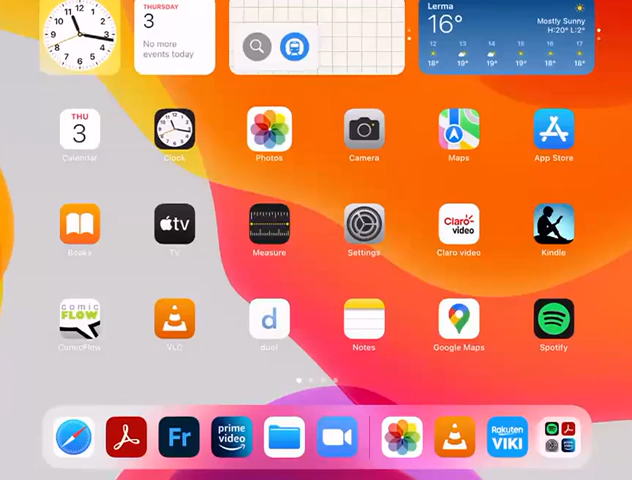 THURSDAY
3
No more
events today
Lerma
16°
Mostly Sunny
H:20° L:2°
12 13 14 15 16 17
18° 19° 19° 19° 18° 18°
THU
3
Calendar
Clock
Photos
Camera
Maps
App Store
tv
Claro-
video
Books
TV
Measure
Settings
Claro video
Kindle
comic
FLOW
d
ComicFlow
VLC
duol
Notes
Google Maps
Spotify
Fr
prime
video
Rakuten
VIKI